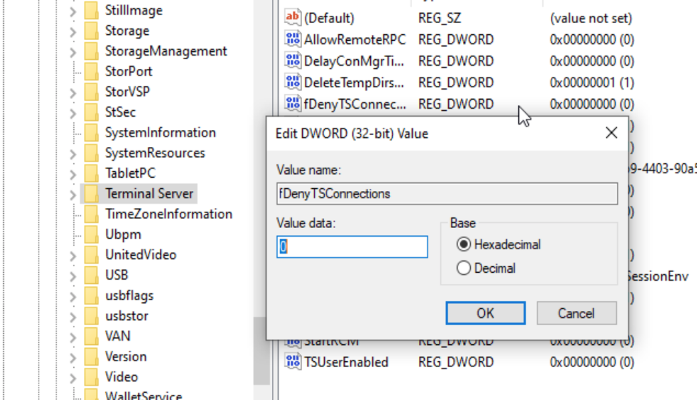 StillImage
Storage
StorageManagement
StorPort
StorVSP
StSec
SystemInformation
SystemResources
TabletPC
Terminal Server
TimeZoneInformation
Ubpm
UnitedVideo
USB
usbflags
usbstor
VAN
Version
Video
WalletService
(Default) REG_SZ (value not set)
AllowRemoteRPC REG_DWORD 0x00000000 (0)
DelayConMgrTi... REG_DWORD 0x00000000 (0)
DeleteTempDirs... REG_DWORD 0x00000001 (1)
fDenyTSConnec... REG_DWORD 0x00000000 (0)
Edit DWORD (32-bit) Value
Value name:
fDenyTSConnections
Value data:
0
Base
Hexadecimal
Decimal
OK Cancel
9-4403-90a5
SessionEnv
StartRCM REG_DWORD 0x00000000 (0)
TSUserEnabled REG_DWORD 0x00000000 (0)